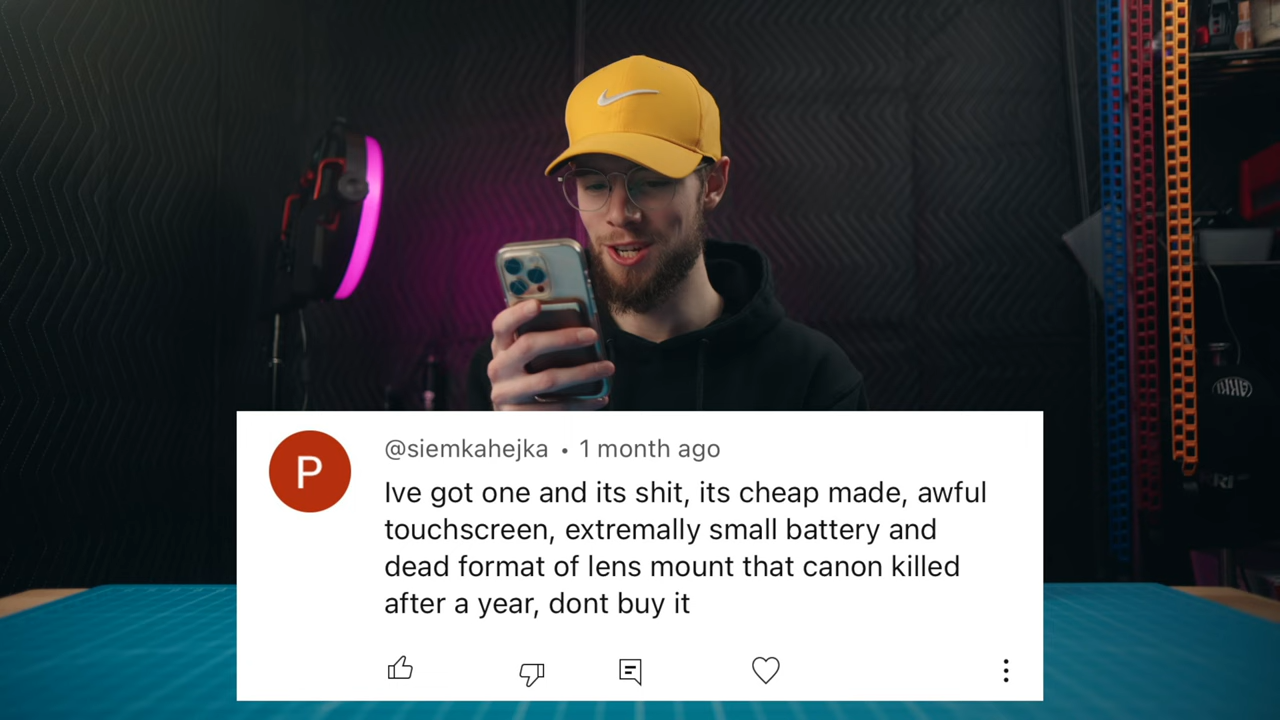 P
@siemkahejka • 1 month ago
Ive got one and its shit, its cheap made, awful
touchscreen, extremally small battery and
dead format of lens mount that canon killed
after a year, dont buy it